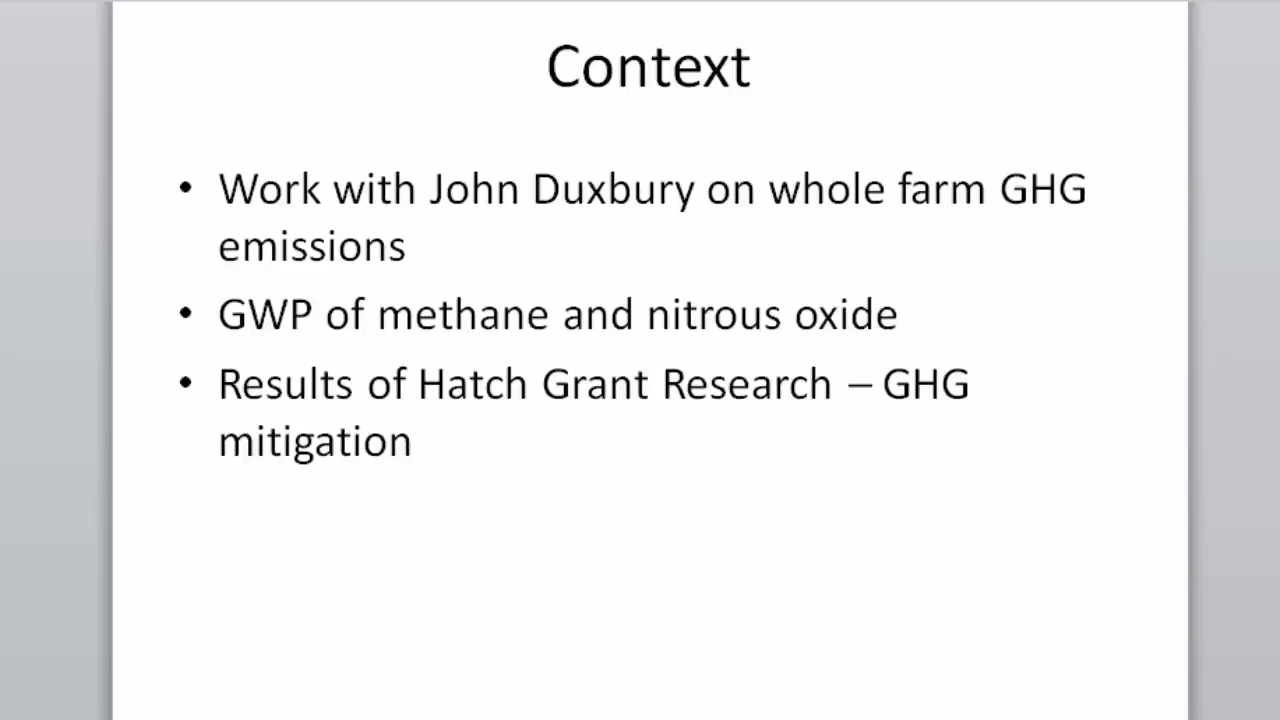 Context
• Work with John Duxbury on whole farm GHG
emissions
• GWP of methane and nitrous oxide
• Results of Hatch Grant Research – GHG
mitigation